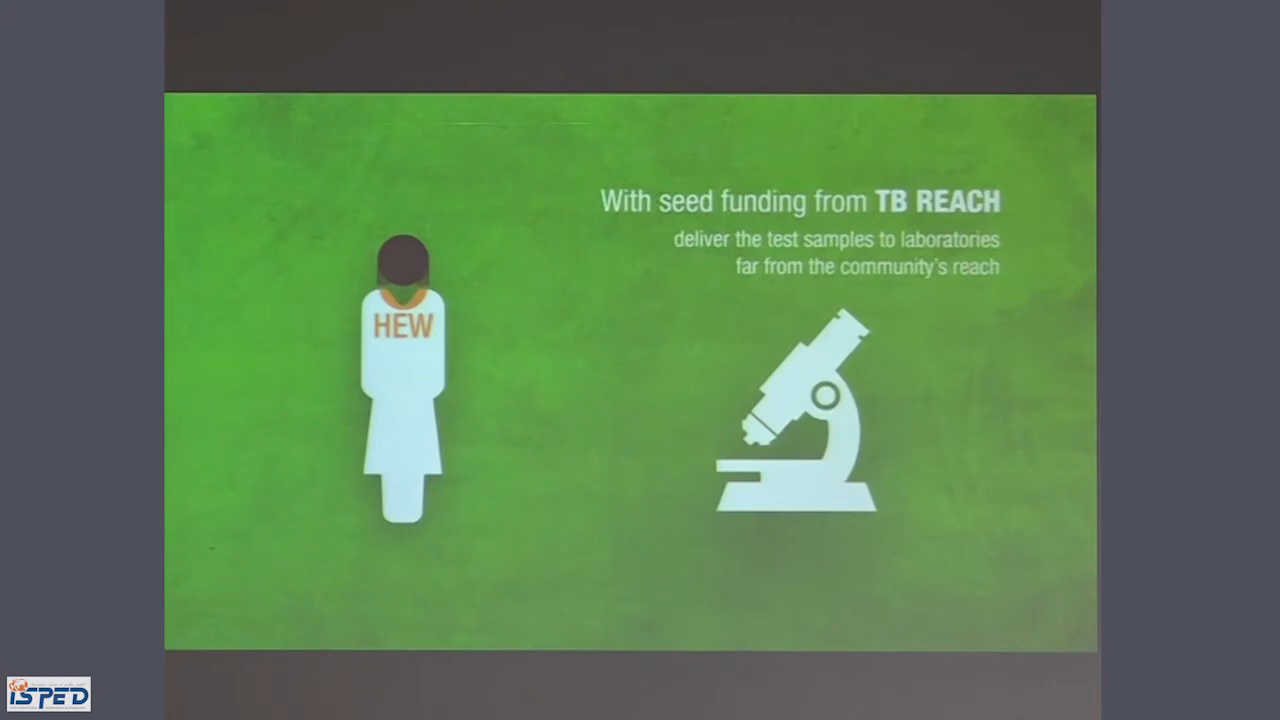 With seed funding from TB REACH
deliver the test samples to laboratories
far from the community's reach
HEW
iSPED